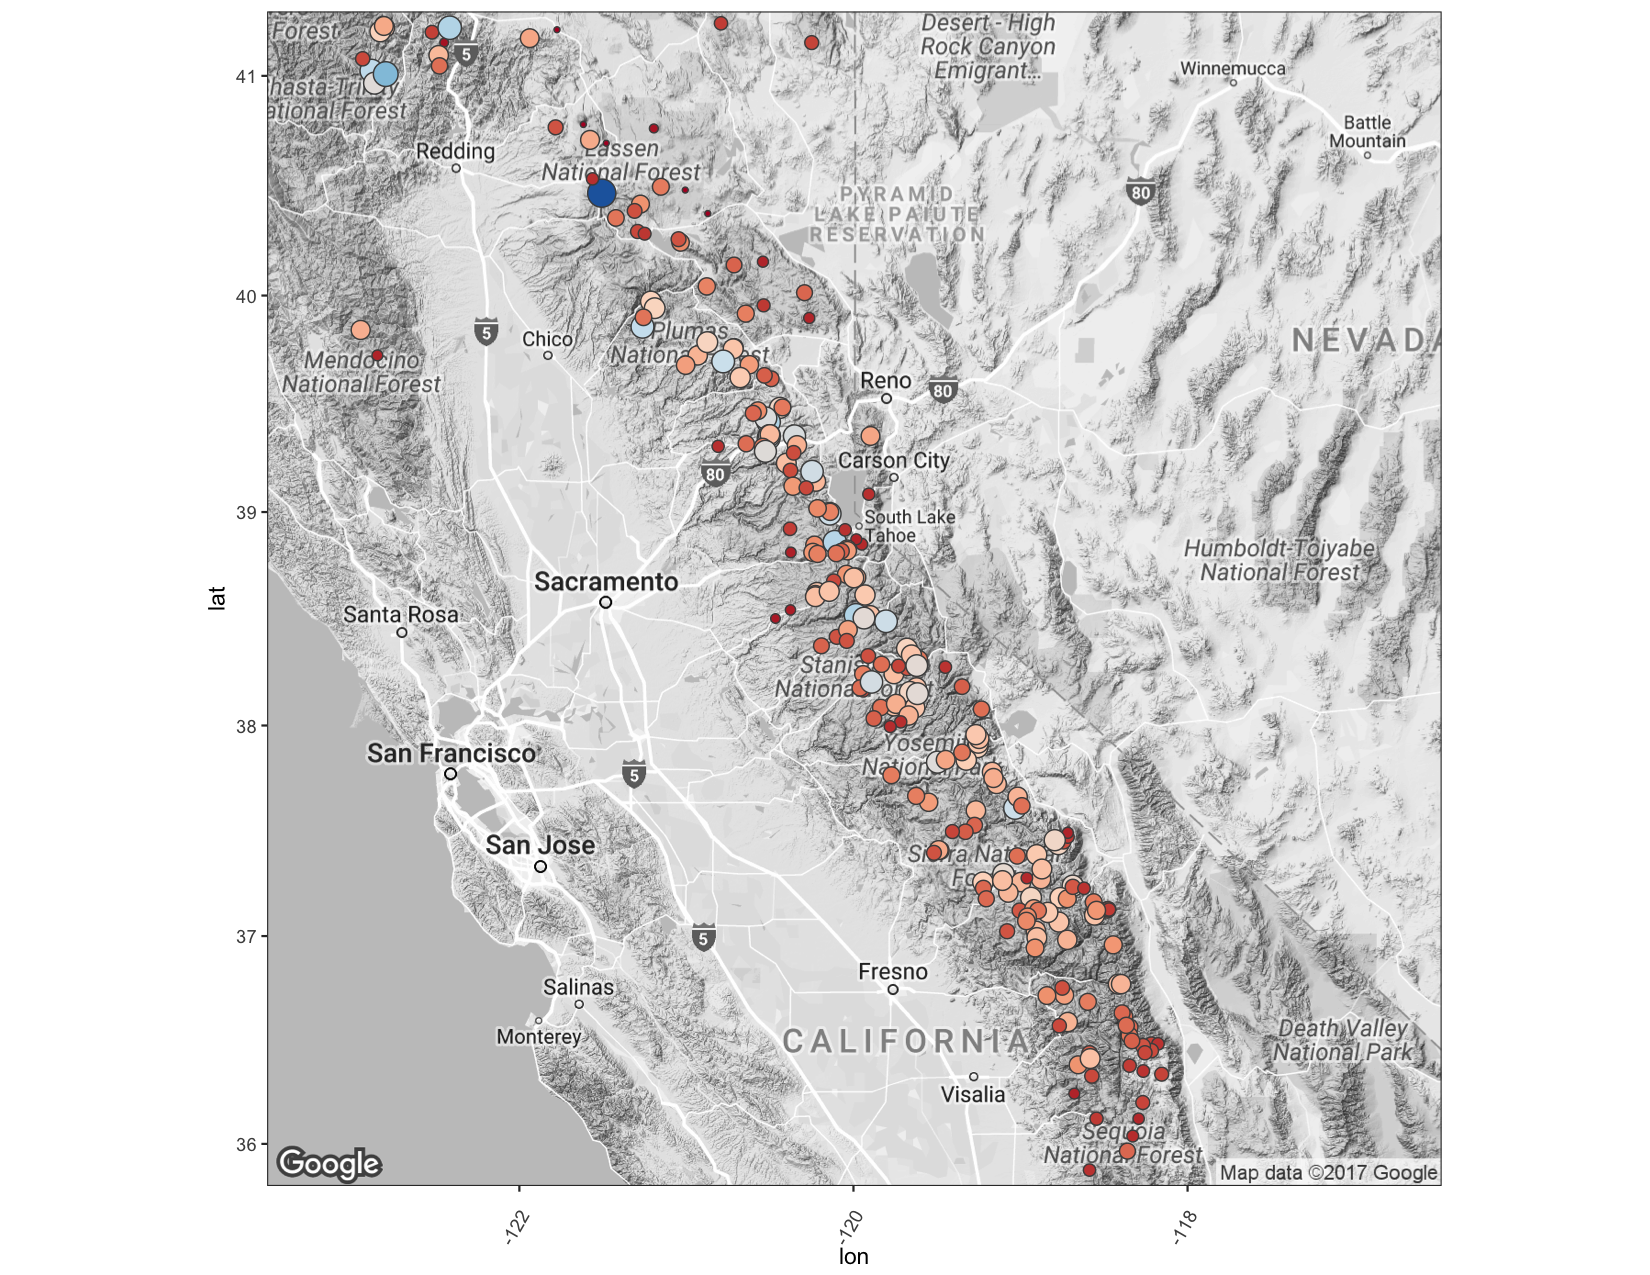 Forest
Desert - High
Rock Canyon
Emigrant...
5
41
Winnemucca
hasta-Trinity
ational Forest
Battle
Mountain
Redding
Lassen
National Forest
80
PYRAMID
LAKE PAIUTE
RESERVATION
40
5
Chico
Plumas
National Forest
NEVADA
Mendocino
National Forest
Reno
80
Carson City
80
39
South Lake
Tahoe
Humboldt-Toiyabe
National Forest
Sacramento
lat
Santa Rosa
Stanislaus
National Forest
38
San Francisco
Yosemite
National Park
5
San Jose
Sierra National
Forest
37
5
Fresno
Salinas
Monterey
CALIFORNIA
Death Valley
National Park
Visalia
36
Sequoia
National Forest
Google
Map data ©2017 Google
-122
-120
-118
lon